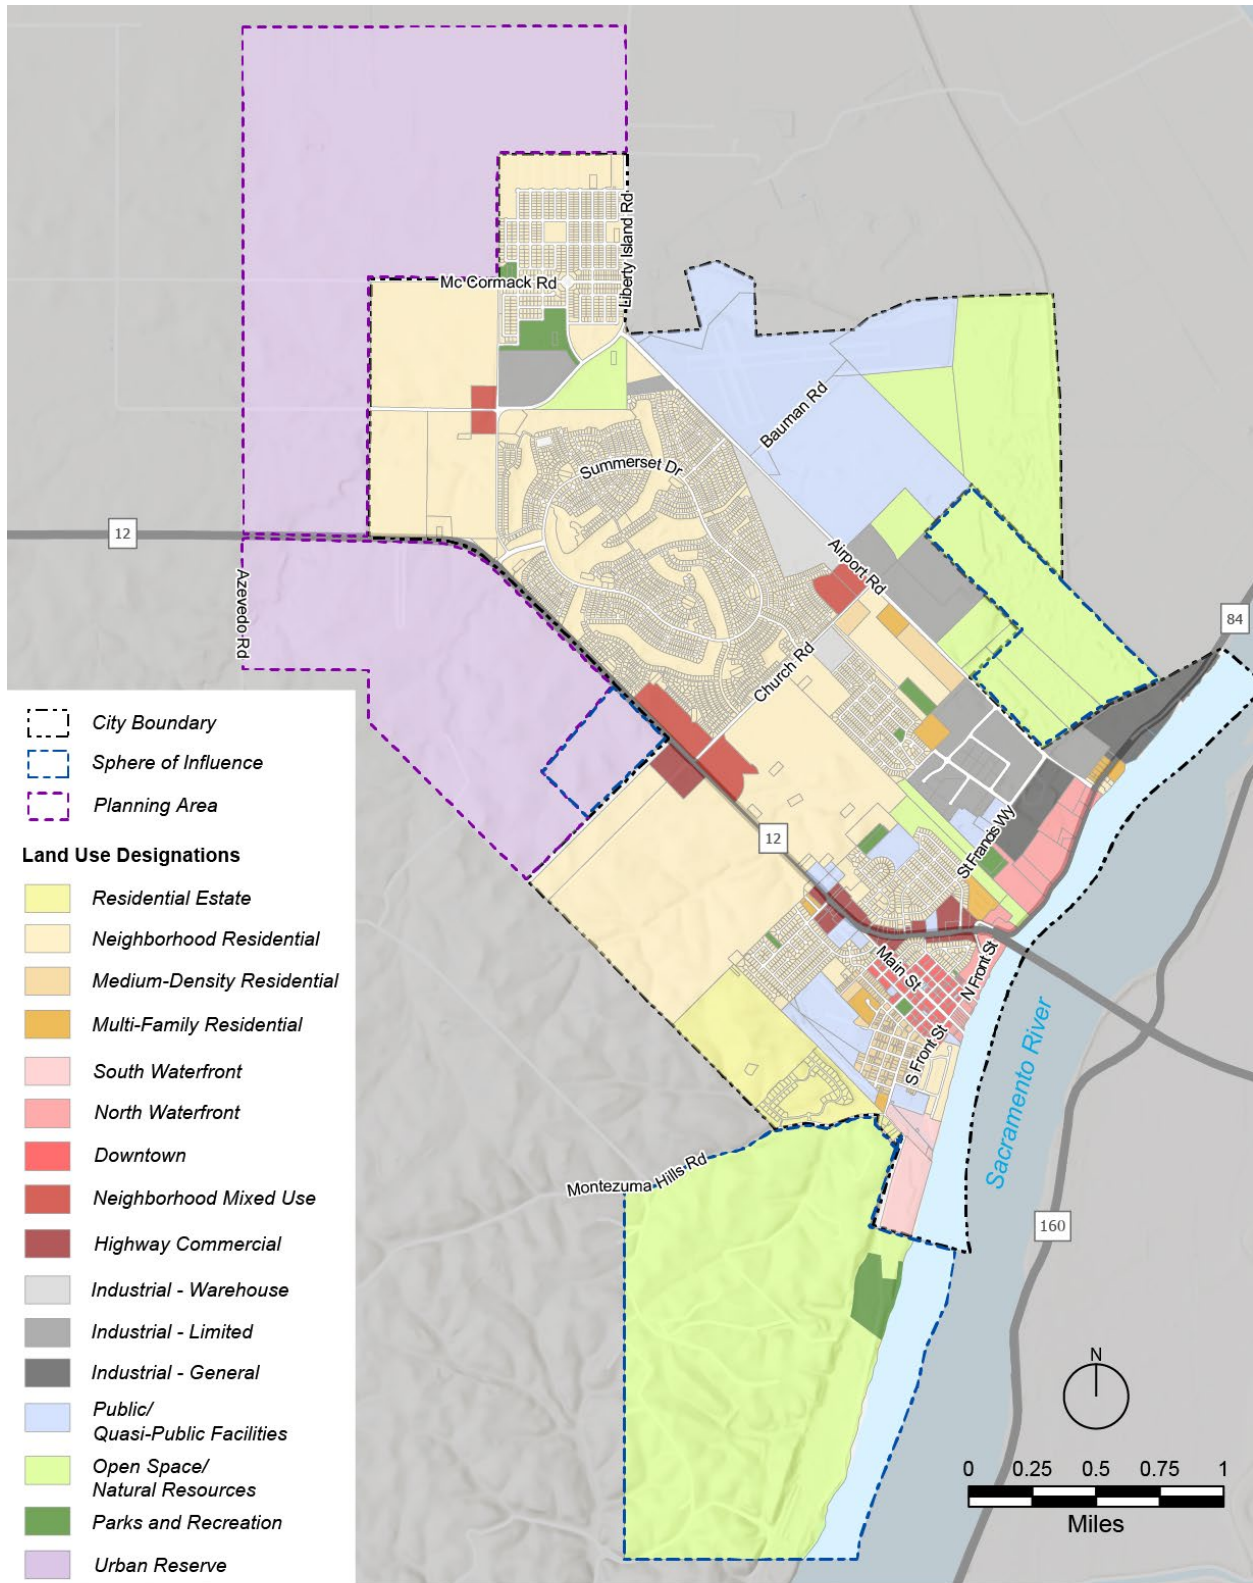 Mc Cormack Rd
Liberty Island Rd
Bauman Rd
Summerset Dr
12
Airport Rd
Azevedo Rd
84
Church Rd
12
St Francis Wy
Main St
N Front St
S Front St
Sacramento River
Montezuma Hills Rd
160
City Boundary
Sphere of Influence
Planning Area
Land Use Designations
Residential Estate
Neighborhood Residential
Medium-Density Residential
Multi-Family Residential
South Waterfront
North Waterfront
Downtown
Neighborhood Mixed Use
Highway Commercial
Industrial - Warehouse
Industrial - Limited
Industrial - General
Public/
Quasi-Public Facilities
Open Space/
Natural Resources
Parks and Recreation
Urban Reserve
N
0 0.25 0.5 0.75 1
Miles